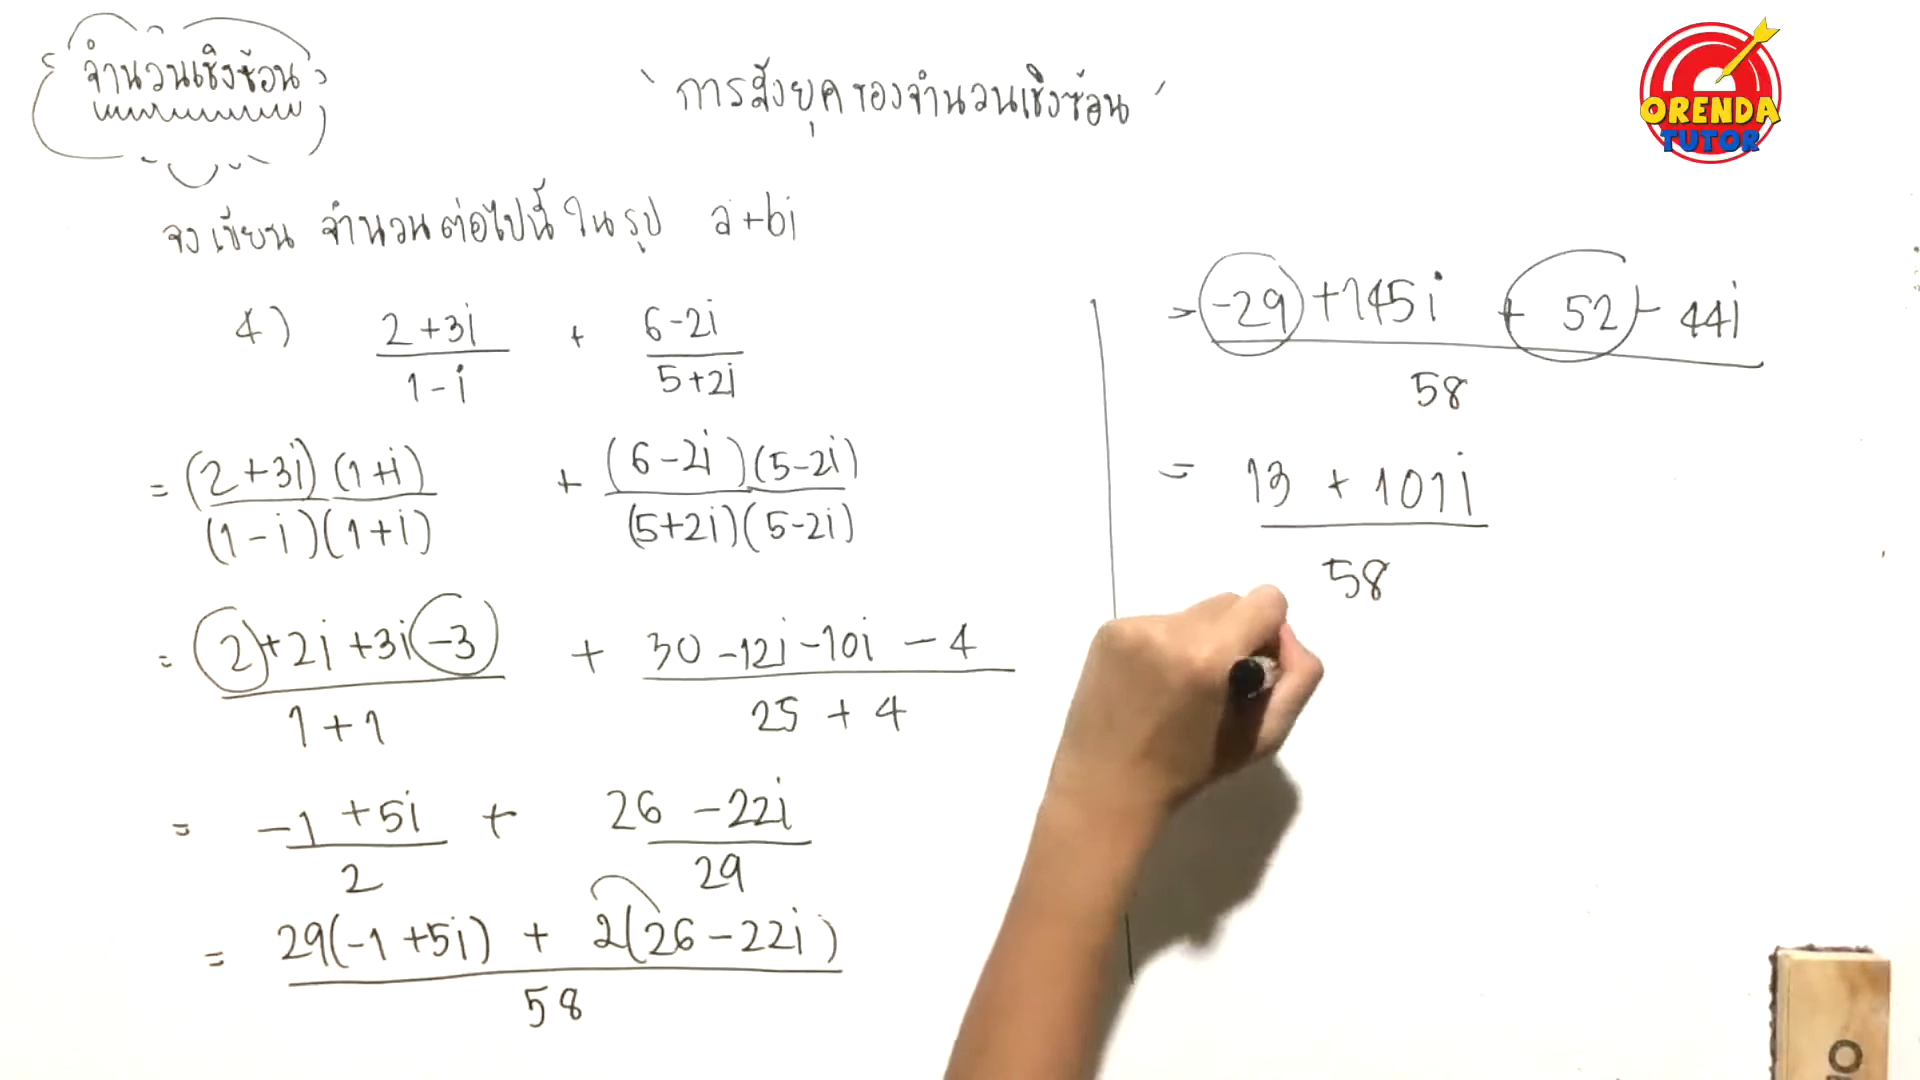 จำนวนเชิงซ้อน
` การสังยุคของจำนวนเชิงซ้อน ´
ORENDA
TUTOR
จงเขียน จำนวนต่อไปนี้ ในรูป a+bi
4) (2+3i)/(1-i) + (6-2i)/(5+2i)
= (2+3i)(1+i)/(1-i)(1+i) + (6-2i)(5-2i)/(5+2i)(5-2i)
= (2+2i+3i-3)/(1+1) + (30-12i-10i-4)/(25+4)
= (-1+5i)/2 + (26-22i)/29
= (29(-1+5i) + 2(26-22i))/58
= (-29+145i + 52-44i)/58
= (13+101i)/58